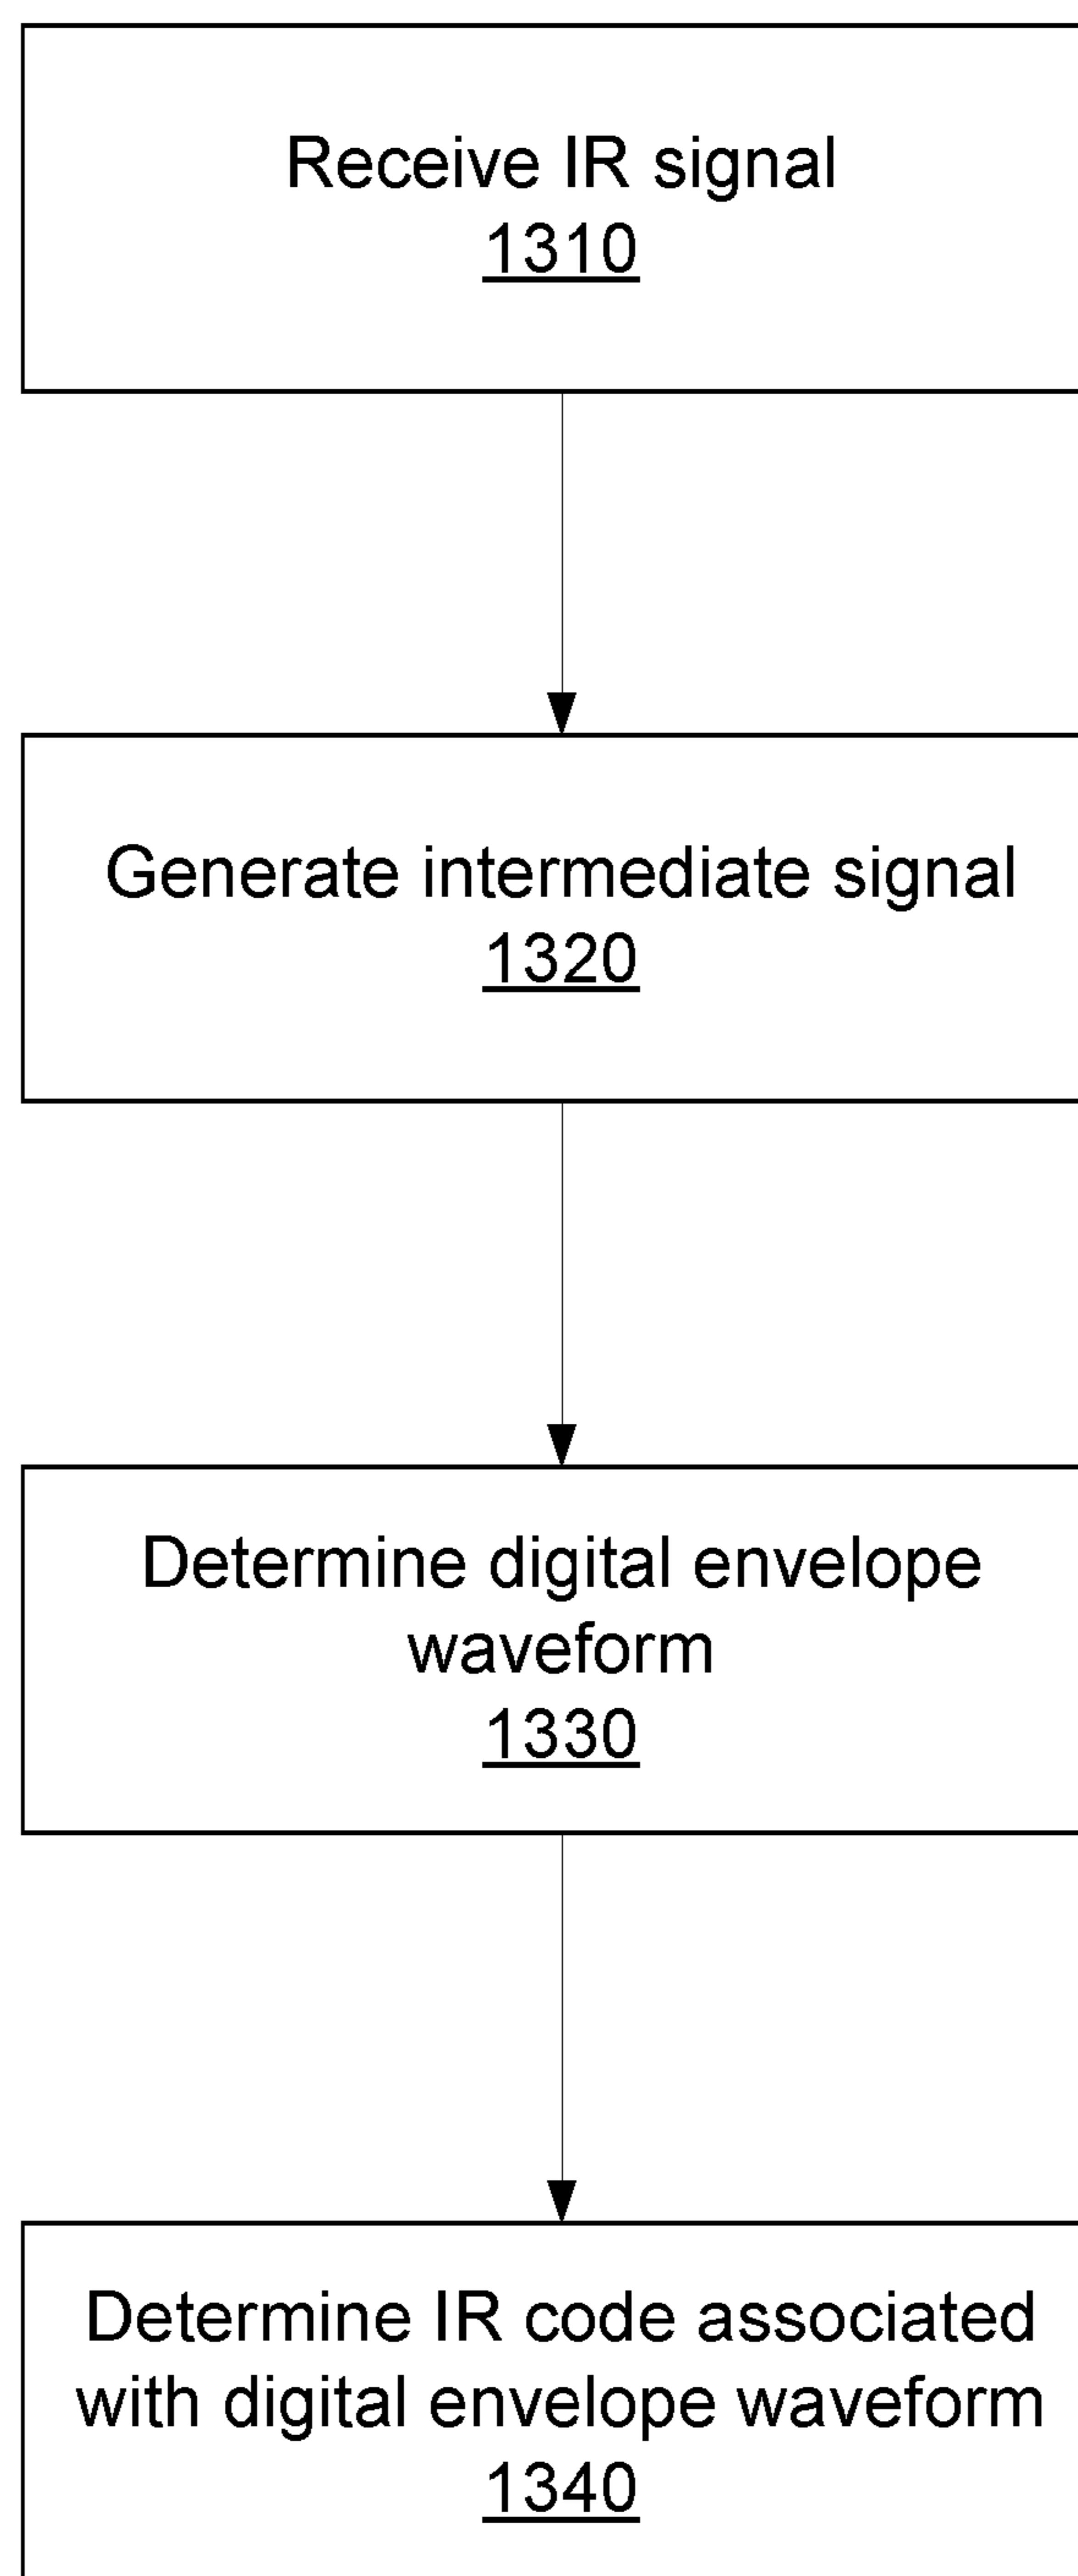 Receive IR signal
1310
Generate intermediate signal
1320
Determine digital envelope
waveform
1330
Determine IR code associated
with digital envelope waveform
1340